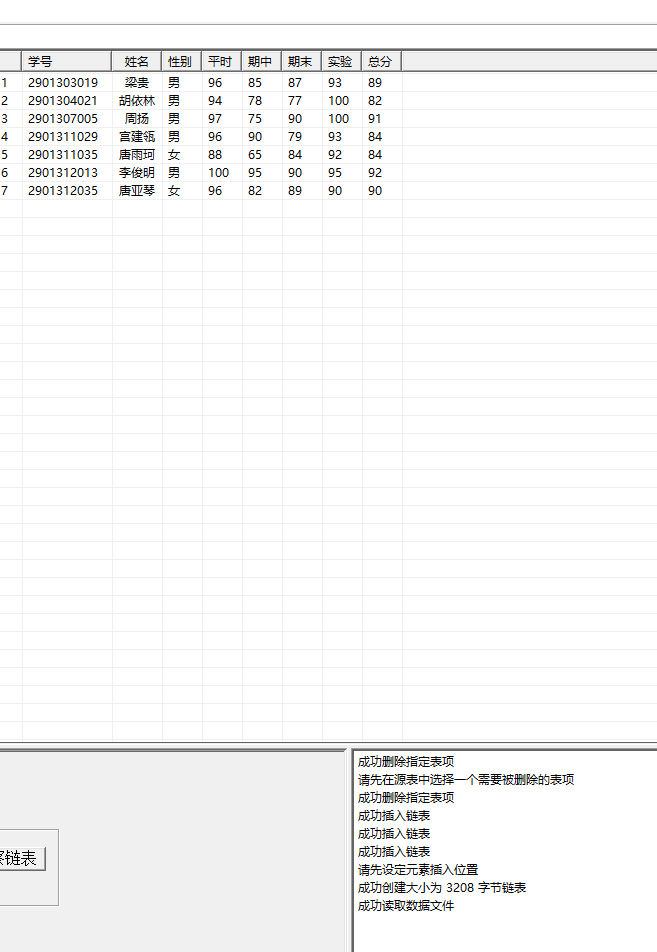 学号 姓名 性别 平时 期中 期末 实验 总分
1 2901303019 梁贵 男 96 85 87 93 89
2 2901304021 胡依林 男 94 78 77 100 82
3 2901307005 周扬 男 97 75 90 100 91
4 2901311029 宫建瓴 男 96 90 79 93 84
5 2901311035 唐雨珂 女 88 65 84 92 84
6 2901312013 李俊明 男 100 95 90 95 92
7 2901312035 唐亚琴 女 96 82 89 90 90
链表
成功删除指定表项
请先在源表中选择一个需要被删除的表项
成功删除指定表项
成功插入链表
成功插入链表
成功插入链表
请先设定元素插入位置
成功创建大小为 3208 字节链表
成功读取数据文件